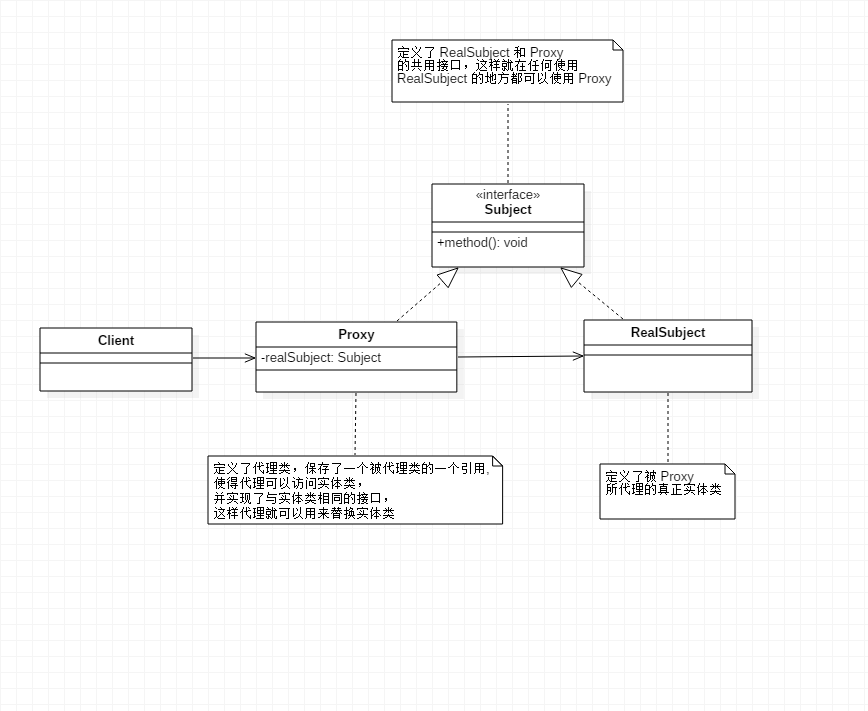 定义了 RealSubject 和 Proxy
的共用接口，这样就在任何使用
RealSubject 的地方都可以使用 Proxy
«interface»
Subject
+method(): void
Client
Proxy
-realSubject: Subject
RealSubject
定义了代理类，保存了一个被代理类的一个引用，
使得代理可以访问实体类，
并实现了与实体类相同的接口，
这样代理就可以用来替换实体类
定义了被 Proxy
所代理的真正实体类